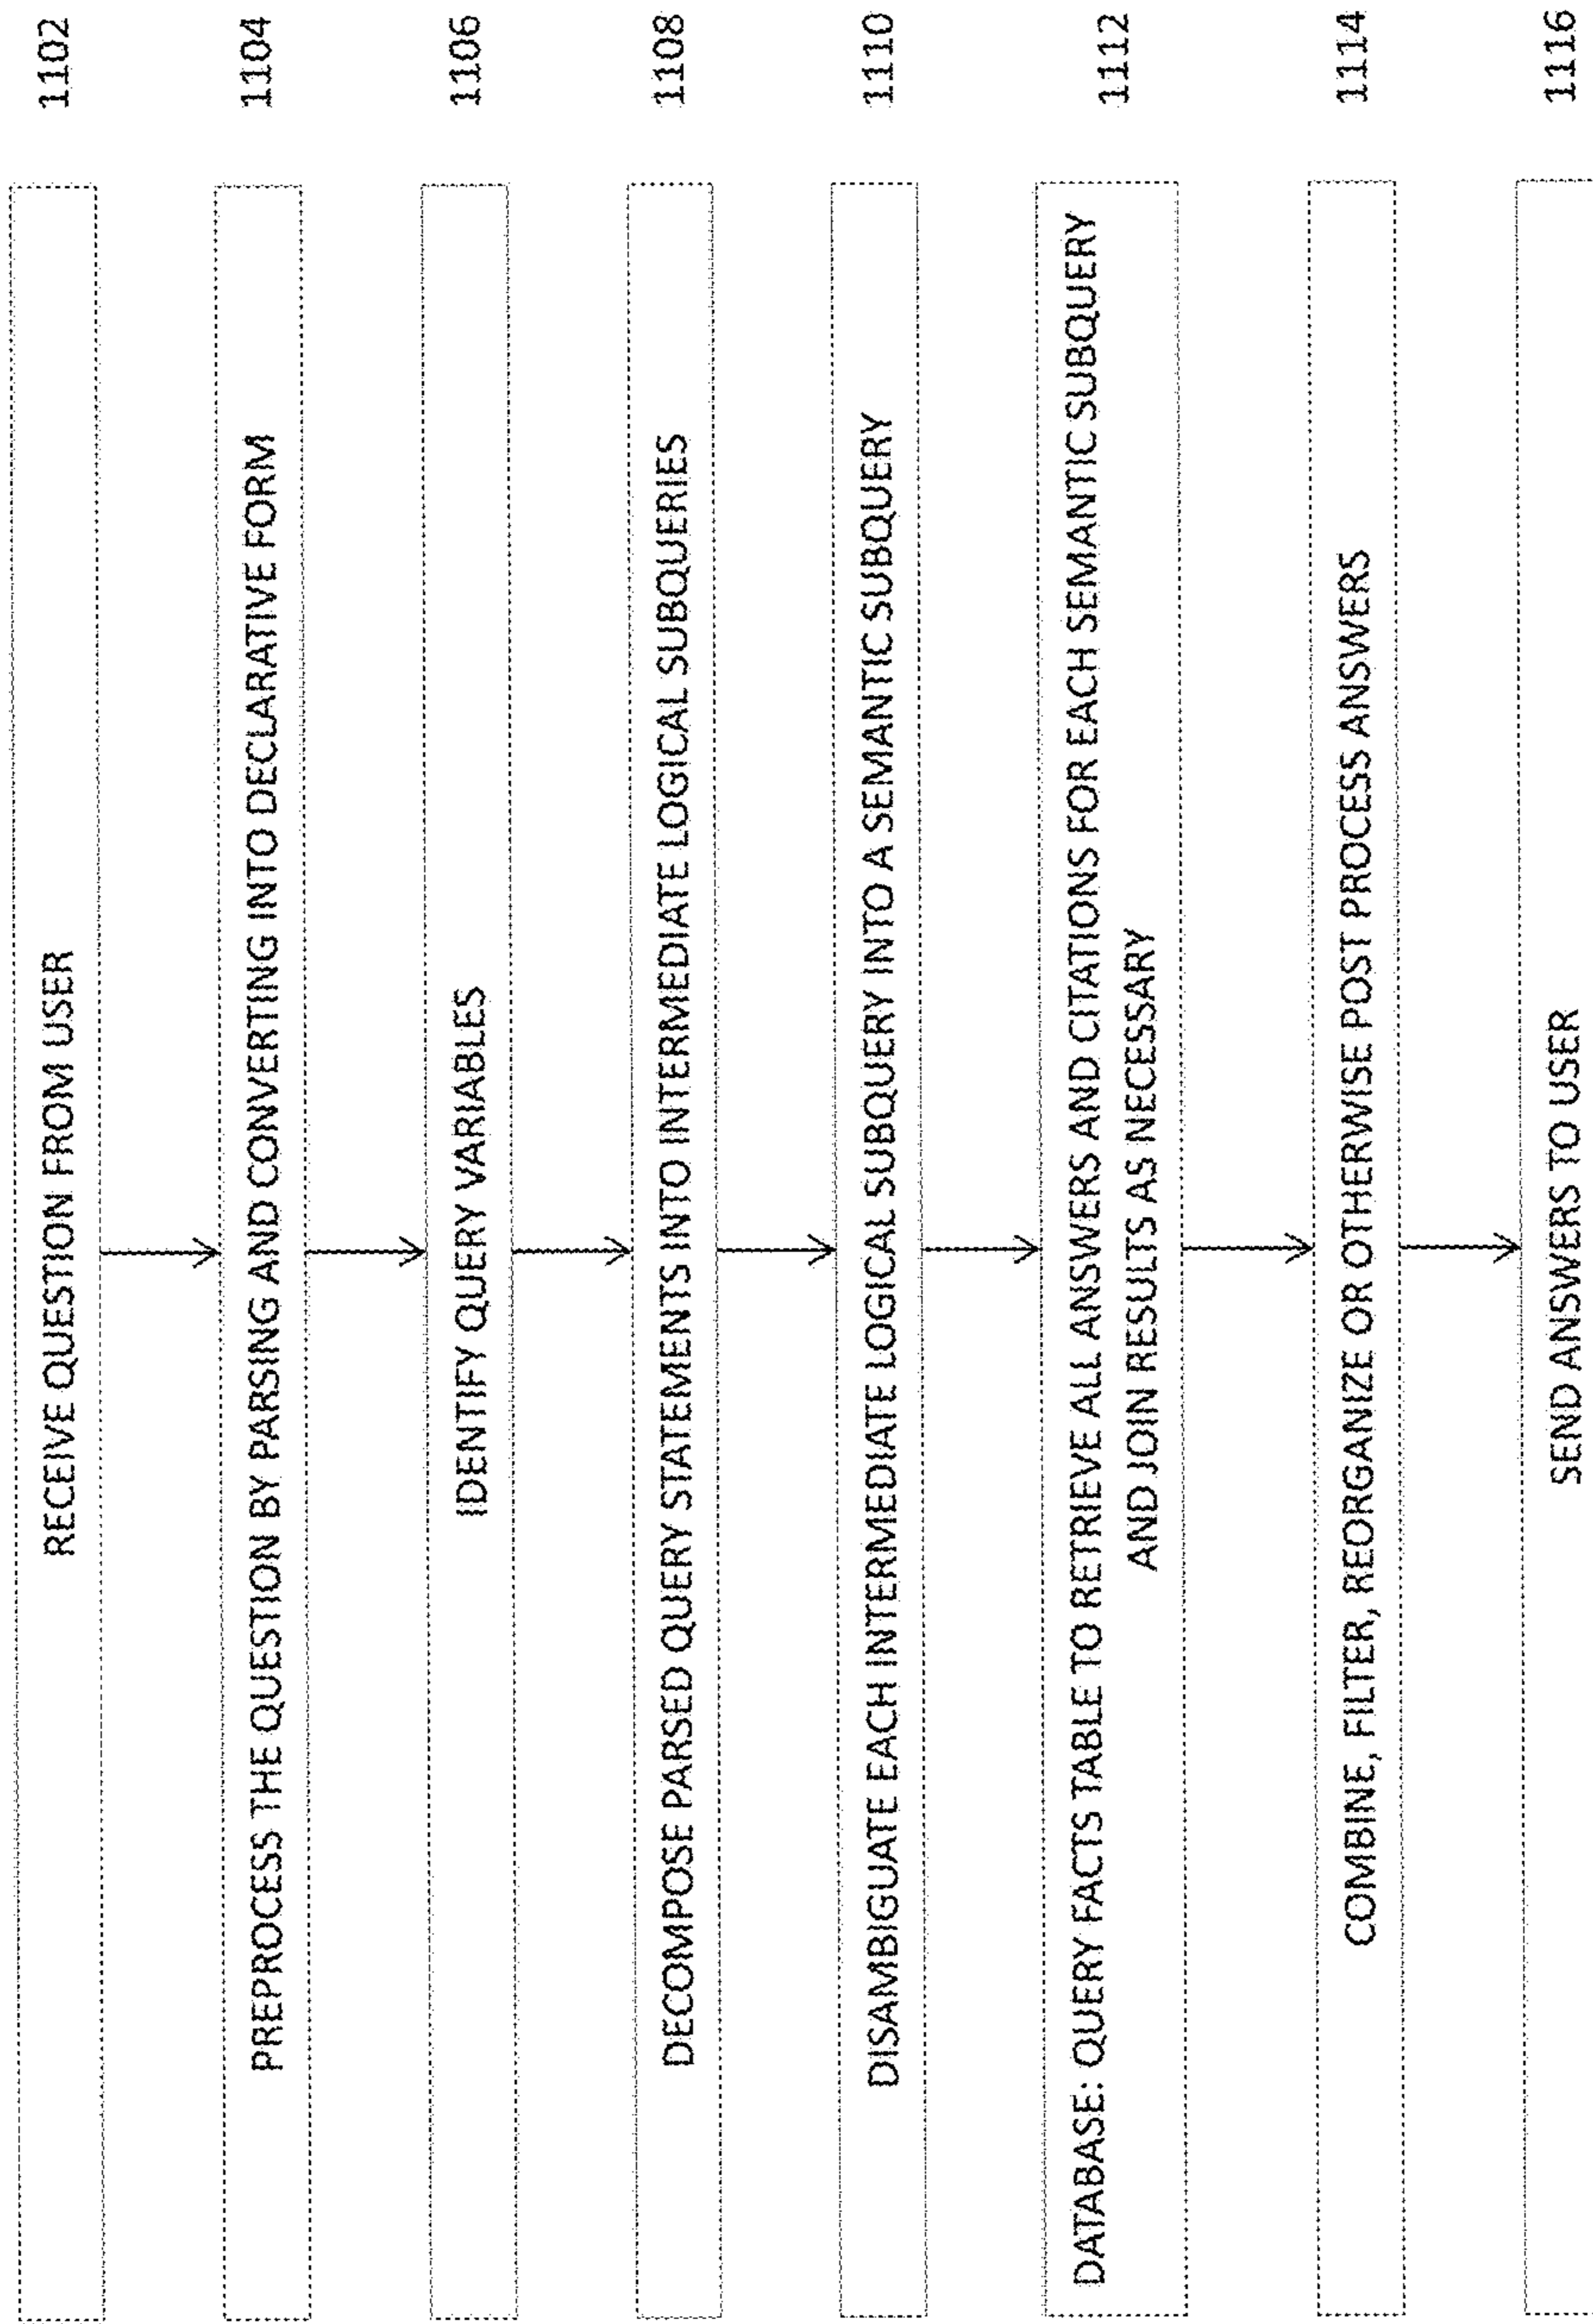 RECEIVE QUESTION FROM USER
1102
PREPROCESS THE QUESTION BY PARSING AND CONVERTING INTO DECLARATIVE FORM
1104
IDENTIFY QUERY VARIABLES
1106
DECOMPOSE PARSED QUERY STATEMENTS INTO INTERMEDIATE LOGICAL SUBQUERIES
1108
DISAMBIGUATE EACH INTERMEDIATE LOGICAL SUBQUERY INTO A SEMANTIC SUBQUERY
1110
DATABASE: QUERY FACTS TABLE TO RETRIEVE ALL ANSWERS AND CITATIONS FOR EACH SEMANTIC SUBQUERY
AND JOIN RESULTS AS NECESSARY
1112
COMBINE, FILTER, REORGANIZE OR OTHERWISE POST PROCESS ANSWERS
1114
SEND ANSWERS TO USER
1116